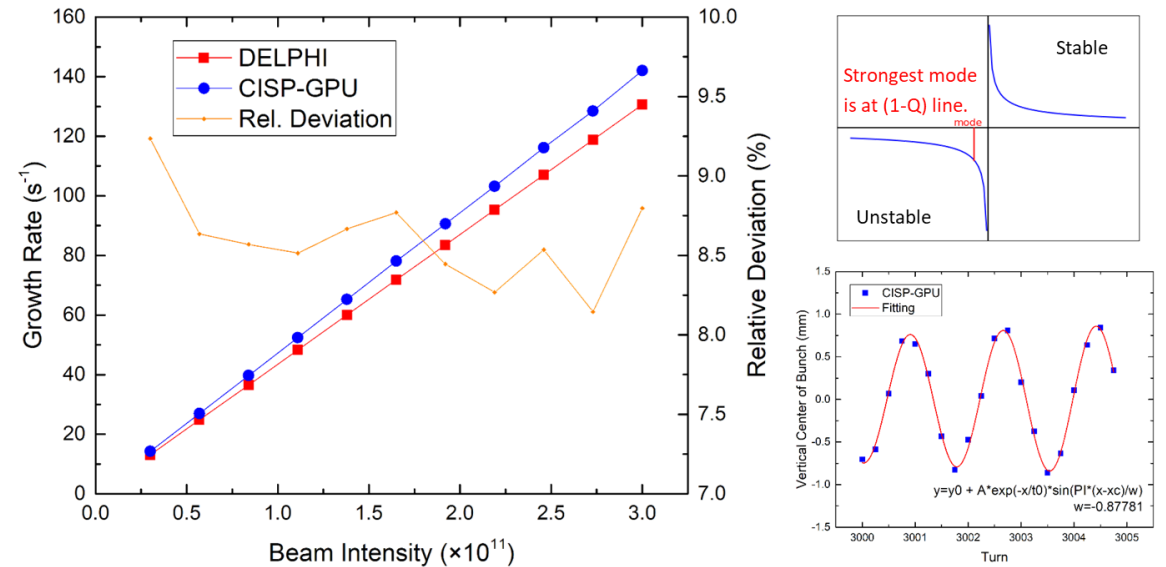 160
140
120
100
80
60
40
20
0
Growth Rate (s⁻¹)
DELPHI
CISP-GPU
Rel. Deviation
10.0
9.5
9.0
8.5
8.0
7.5
7.0
Relative Deviation (%)
0.0 0.5 1.0 1.5 2.0 2.5 3.0
Beam Intensity (×10¹¹)
Stable
Strongest mode
is at (1-Q) line.
mode
Unstable
1.5
1.0
0.5
0.0
-0.5
-1.0
-1.5
Vertical Center of Bunch (mm)
CISP-GPU
Fitting
y=y0 + A*exp(-x/t0)*sin(PI*(x-xc)/w)
w=-0.87781
3000 3001 3002 3003 3004 3005
Turn